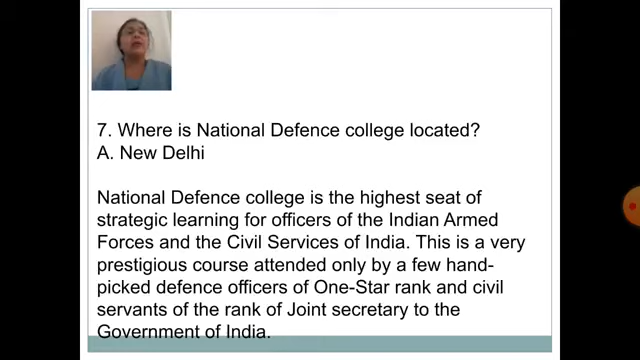 7. Where is National Defence college located?
A. New Delhi
National Defence college is the highest seat of
strategic learning for officers of the Indian Armed
Forces and the Civil Services of India. This is a very
prestigious course attended only by a few hand-
picked defence officers of One-Star rank and civil
servants of the rank of Joint secretary to the
Government of India.